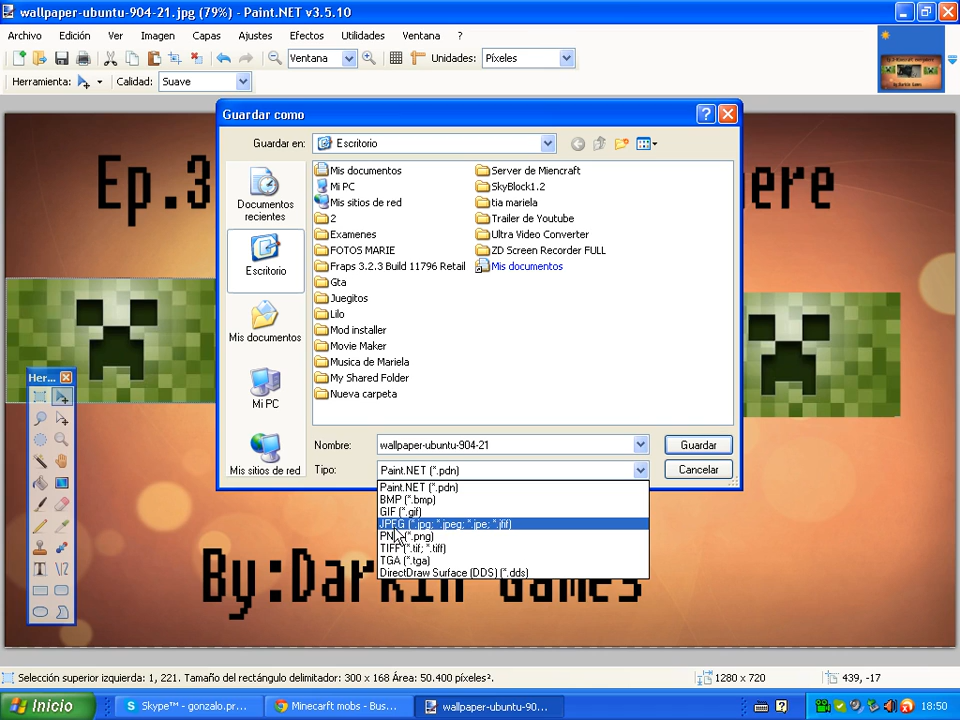 wallpaper-ubuntu-904-21.jpg (79%) - Paint.NET v3.5.10
Archivo Edición Ver Imagen Capas Ajustes Efectos Utilidades Ventana ?
Ventana Unidades: Píxeles
Herramienta: Calidad: Suave
Guardar como
Guardar en: Escritorio
Documentos recientes
Escritorio
Mis documentos
Mi PC
Mis sitios de red
Mis documentos
Mi PC
Mis sitios de red
2
Examenes
FOTOS MARIE
Fraps 3.2.3 Build 11796 Retail
Gta
Juegitos
Lilo
Mod installer
Movie Maker
Musica de Mariela
My Shared Folder
Nueva carpeta
Server de Miencraft
SkyBlock1.2
tia mariela
Trailer de Youtube
Ultra Video Converter
ZD Screen Recorder FULL
Mis documentos
Nombre: wallpaper-ubuntu-904-21 Guardar
Tipo: Paint.NET (*.pdn) Cancelar
Paint.NET (*.pdn)
BMP (*.bmp)
GIF (*.gif)
JPEG (*.jpg; *.jpeg; *.jpe; *.jfif)
(*.png)
TIFF (*.tif; *.tiff)
TGA (*.tga)
DirectDraw Surface (DDS) (*.dds)
Ep.3
By:Darkin Games
Her...
Selección superior izquierda: 1, 221. Tamaño del rectángulo delimitador: 300 x 168 Área: 50.400 píxeles². 1280 x 720 439, -17
Inicio Skype™ - gonzalo.pr... Minecarft mobs - Bus... wallpaper-ubuntu-90... 18:50